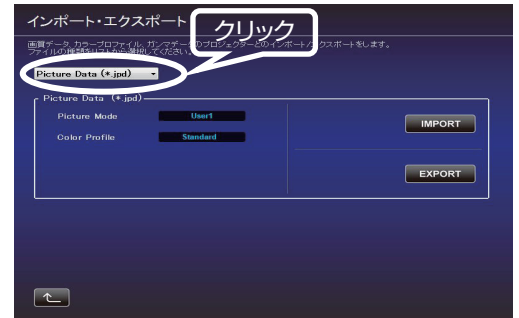 インポート・エクスポート
クリック
画質データ、カラープロファイル、ガンマデータのプロジェクターとのインポート/エクスポートをします。
ファイルの種類をリストから選択してください。
Picture Data (*.jpd)
Picture Data (*.jpd)
Picture Mode User1
IMPORT
Color Profile Standard
EXPORT